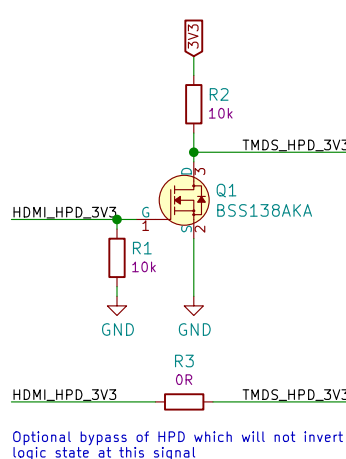 3V3
R2
10k
TMDS_HPD_3V3
D
3
Q1
BSS138AKA
HDMI_HPD_3V3
G
1
S
2
R1
10k
GND
GND
R3
0R
HDMI_HPD_3V3
TMDS_HPD_3V3
Optional bypass of HPD which will not invert
logic state at this signal